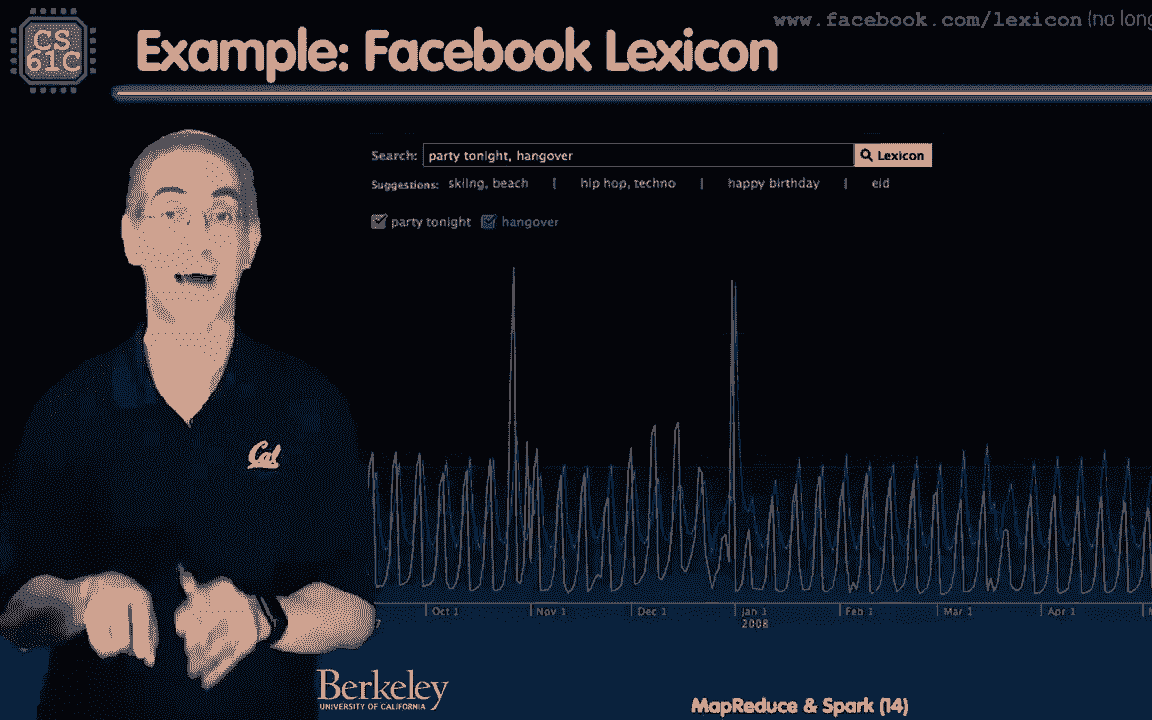 www.facebook.com/lexicon (no long
CS
61C
Example: Facebook Lexicon
Search: party tonight, hangover Lexicon
Suggestions: skiing, beach | hip hop, techno | happy birthday | eid
party tonight hangover
Cal
Oct 1 Nov 1 Dec 1 Jan 1 Feb 1 Mar 1 Apr 1
7 2008
Berkeley
UNIVERSITY OF CALIFORNIA
MapReduce & Spark (14)